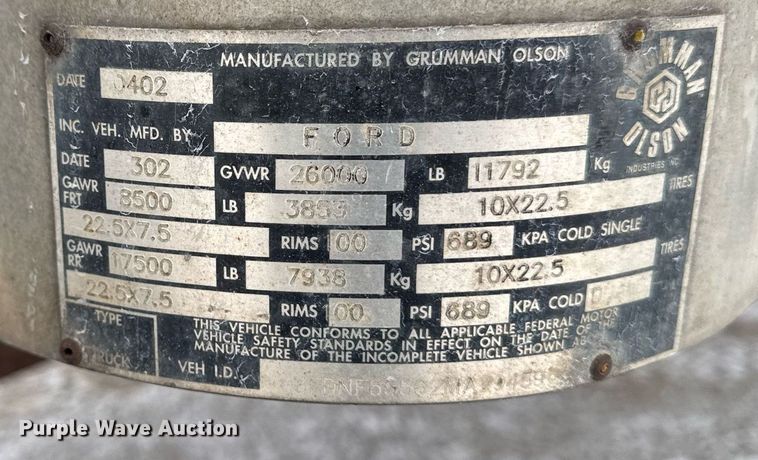 MANUFACTURED BY GRUMMAN OLSON
GRUMMAN OLSON
INDUSTRIES INC.
DATE 0402
INC. VEH. MFD. BY FORD
DATE 302 GVWR 26000 LB 11792 Kg
GAWR FRT 8500 LB 3855 Kg 10X22.5 TIRES
22.5X7.5 RIMS 00 PSI 689 KPA COLD SINGLE
GAWR RR 17500 LB 7938 Kg 10X22.5 TIRES
22.5X7.5 RIMS 00 PSI 689 KPA COLD
TYPE
TRUCK
THIS VEHICLE CONFORMS TO ALL APPLICABLE FEDERAL MOTOR
VEHICLE SAFETY STANDARDS IN EFFECT ON THE DATE OF THE
MANUFACTURE OF THE INCOMPLETE VEHICLE SHOWN
VEH I.D.
Purple Wave Auction